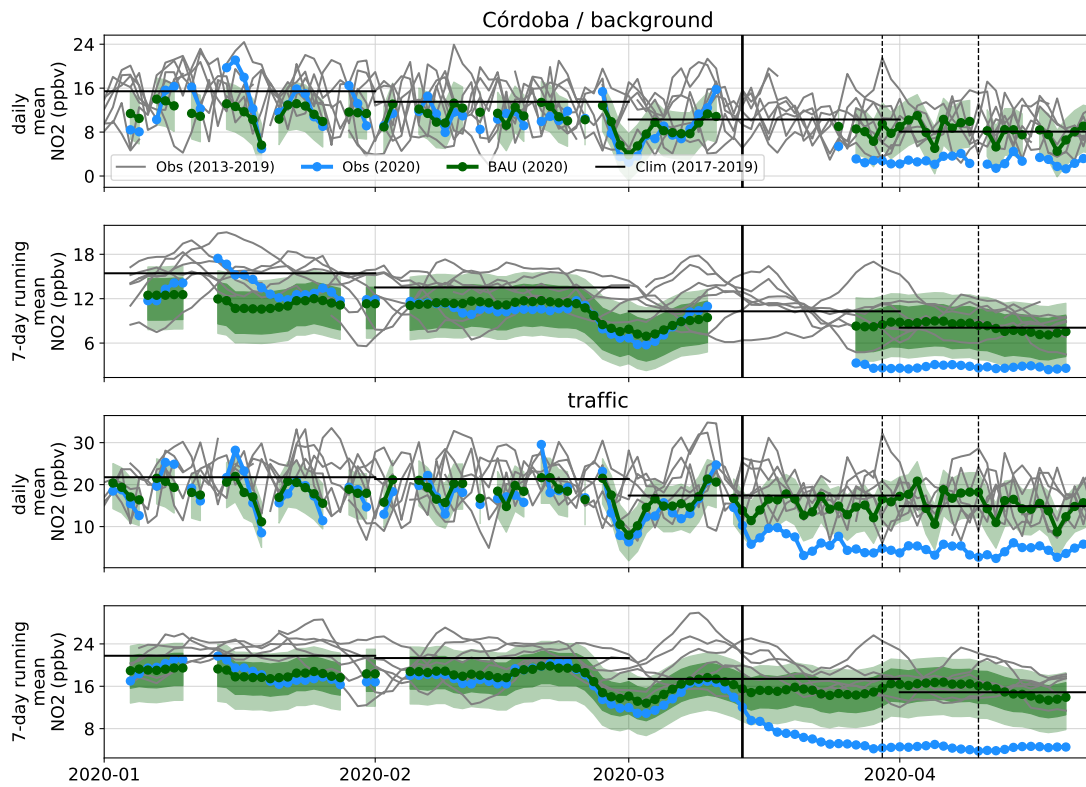 Córdoba / background
daily
mean
NO2 (ppbv)
24
16
8
0
Obs (2013-2019)
Obs (2020)
BAU (2020)
Clim (2017-2019)
7-day running
mean
NO2 (ppbv)
18
12
6
traffic
daily
mean
NO2 (ppbv)
30
20
10
7-day running
mean
NO2 (ppbv)
24
16
8
2020-01
2020-02
2020-03
2020-04